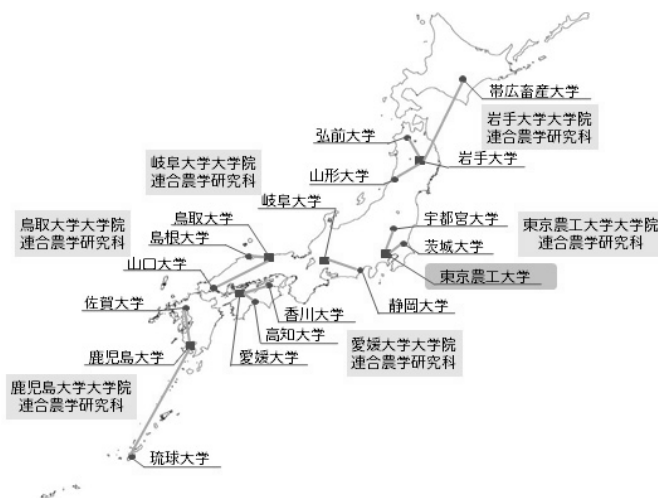 帯広畜産大学
岩手大学大学院
連合農学研究科
弘前大学
岩手大学
岐阜大学大学院
連合農学研究科
山形大学
岐阜大学
鳥取大学大学院
連合農学研究科
鳥取大学
島根大学
宇都宮大学
東京農工大学大学院
連合農学研究科
茨城大学
山口大学
東京農工大学
佐賀大学
香川大学
静岡大学
高知大学
愛媛大学大学院
連合農学研究科
鹿児島大学
愛媛大学
鹿児島大学大学院
連合農学研究科
琉球大学